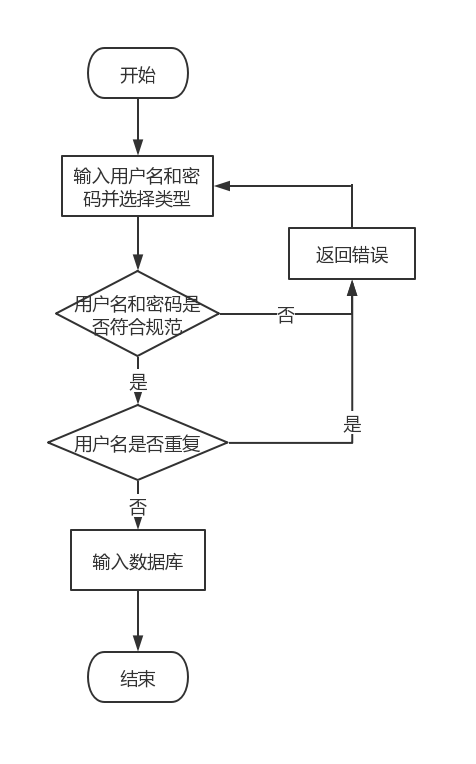 开始
输入用户名和密
码并选择类型
返回错误
用户名和密码是
否符合规范
否
是
是
用户名是否重复
否
输入数据库
结束